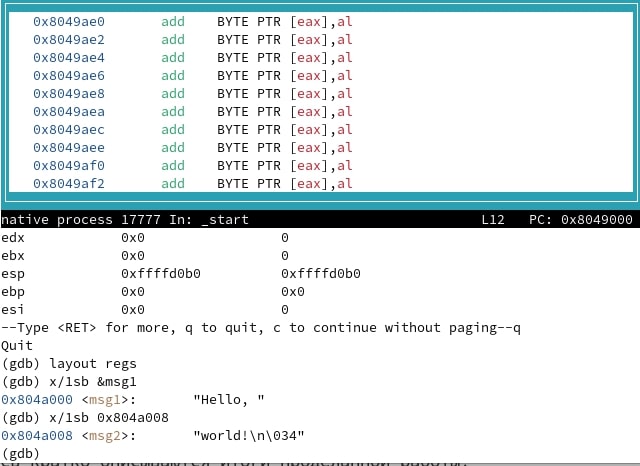 0x8049ae0 add BYTE PTR [eax],al
0x8049ae2 add BYTE PTR [eax],al
0x8049ae4 add BYTE PTR [eax],al
0x8049ae6 add BYTE PTR [eax],al
0x8049ae8 add BYTE PTR [eax],al
0x8049aea add BYTE PTR [eax],al
0x8049aec add BYTE PTR [eax],al
0x8049aee add BYTE PTR [eax],al
0x8049af0 add BYTE PTR [eax],al
0x8049af2 add BYTE PTR [eax],al
native process 17777 In: _start L12 PC: 0x8049000
edx 0x0 0
ebx 0x0 0
esp 0xffffd0b0 0xffffd0b0
ebp 0x0 0x0
esi 0x0 0
--Type <RET> for more, q to quit, c to continue without paging--q
Quit
(gdb) layout regs
(gdb) x/1sb &msg1
0x804a000 <msg1>: "Hello, "
(gdb) x/1sb 0x804a008
0x804a008 <msg2>: "world!\n\034"
(gdb)